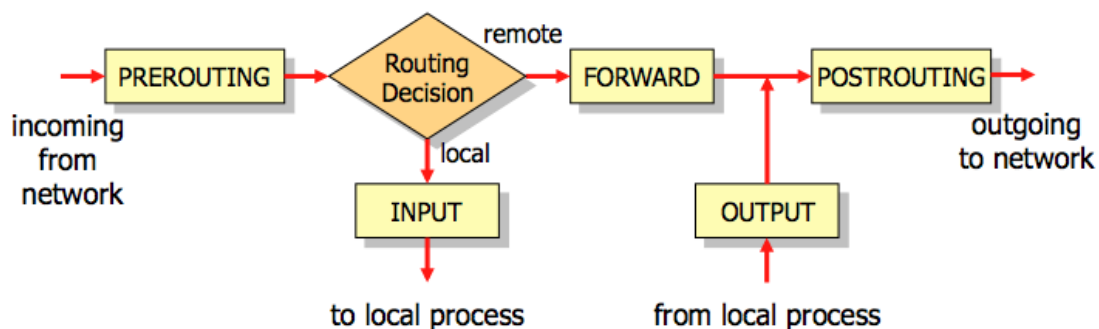 remote
PREROUTING
Routing
Decision
FORWARD
POSTROUTING
incoming
from
network
local
outgoing
to network
INPUT
OUTPUT
to local process
from local process